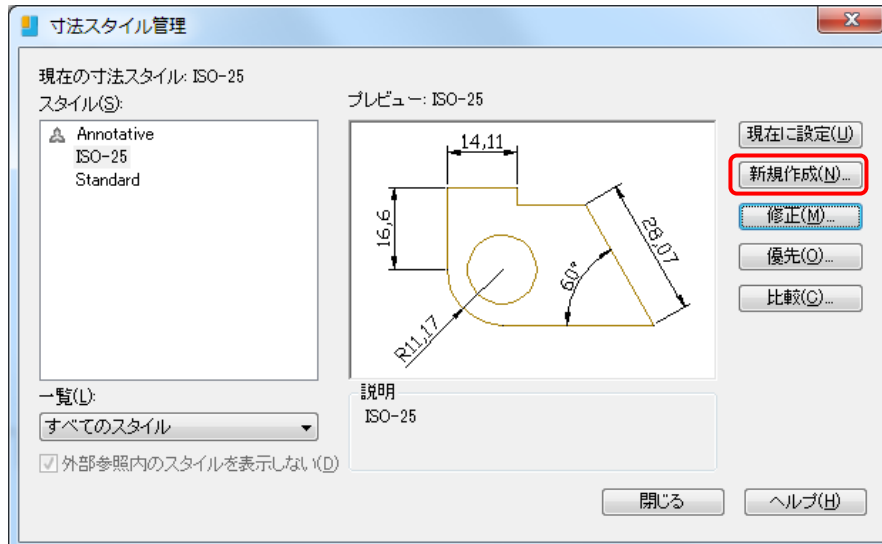 寸法スタイル管理
現在の寸法スタイル: ISO-25
スタイル(S):
Annotative
ISO-25
Standard
プレビュー: ISO-25
14,11
16,6
28,07
60°
R11,17
現在に設定(U)
新規作成(N)...
修正(M)...
優先(O)...
比較(C)...
一覧(L):
すべてのスタイル
外部参照内のスタイルを表示しない(D)
説明
ISO-25
閉じる
ヘルプ(H)